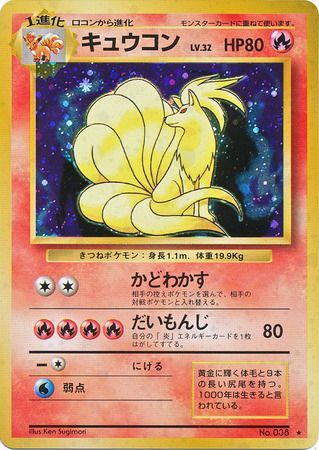 1進化
ロコンから進化
モンスターカードに重ねて使います。
キュウコン LV.32 HP80
きつねポケモン：身長1.1m. 体重19.9Kg
かどわかす
相手の控えポケモンを選んで、相手の
対戦ポケモンと入れ替える。
だいもんじ 80
自分の「炎」エネルギーカードを1枚
はがしてすてる。
にげる
弱点
黄金に輝く体毛と9本
の長い尻尾を持つ。
1000年は生きると言
われている。
Illus.Ken Sugimori
No.038